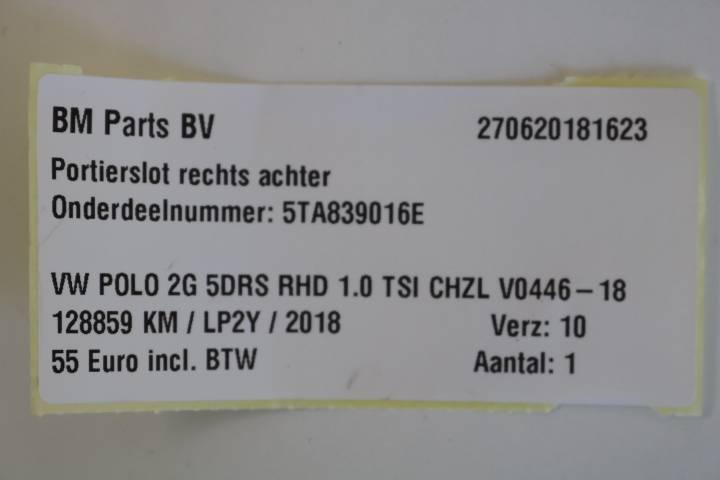 BM Parts BV 270620181623
Portierslot rechts achter
Onderdeelnummer: 5TA839016E
VW POLO 2G 5DRS RHD 1.0 TSI CHZL V0446-18
128859 KM / LP2Y / 2018 Verz: 10
55 Euro incl. BTW Aantal: 1